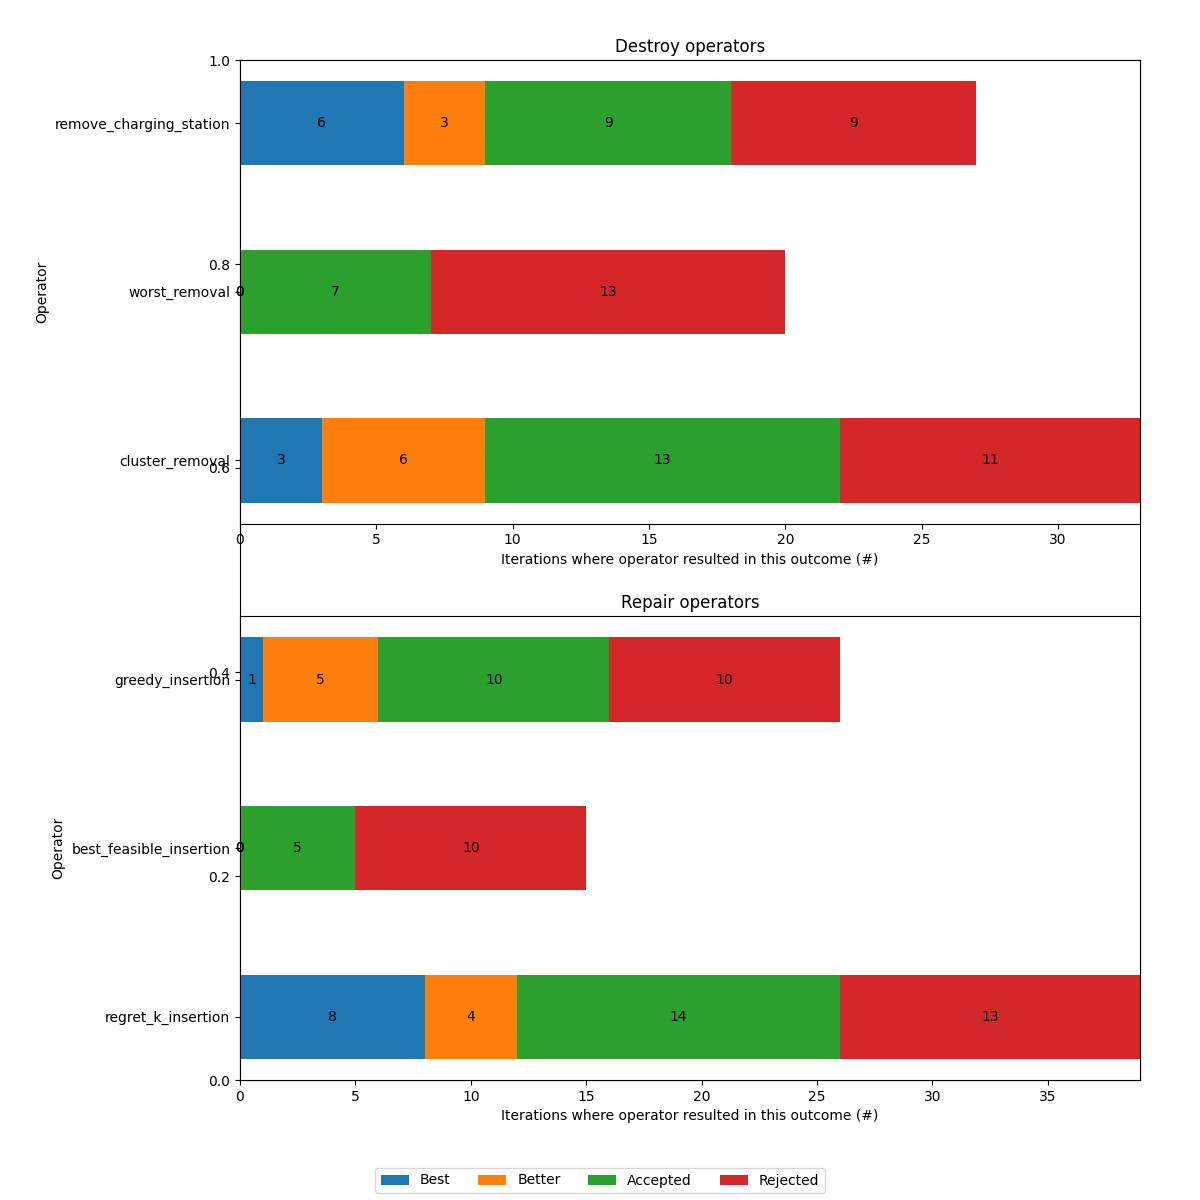 Destroy operators
1.0
remove_charging_station 6 3 9 9
0.8
worst_removal 0 7 13
Operator
cluster_removal 3 6 13 11
0.6
0 5 10 15 20 25 30
Iterations where operator resulted in this outcome (#)
Repair operators
0.4
greedy_insertion 1 5 10 10
best_feasible_insertion 0 5 10
Operator
0.2
regret_k_insertion 8 4 14 13
0.0
0 5 10 15 20 25 30 35
Iterations where operator resulted in this outcome (#)
Best Better Accepted Rejected